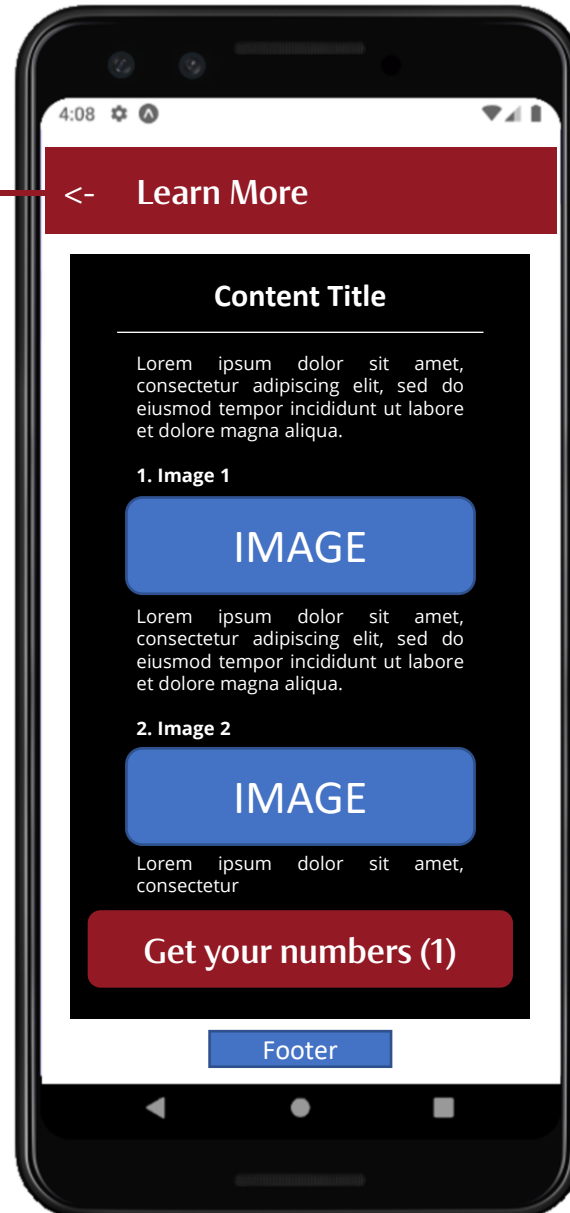 4:08
<- Learn More
Content Title
Lorem ipsum dolor sit amet,
consectetur adipiscing elit, sed do
eiusmod tempor incididunt ut labore
et dolore magna aliqua.
1. Image 1
IMAGE
Lorem ipsum dolor sit amet,
consectetur adipiscing elit, sed do
eiusmod tempor incididunt ut labore
et dolore magna aliqua.
2. Image 2
IMAGE
Lorem ipsum dolor sit amet,
consectetur
Get your numbers (1)
Footer